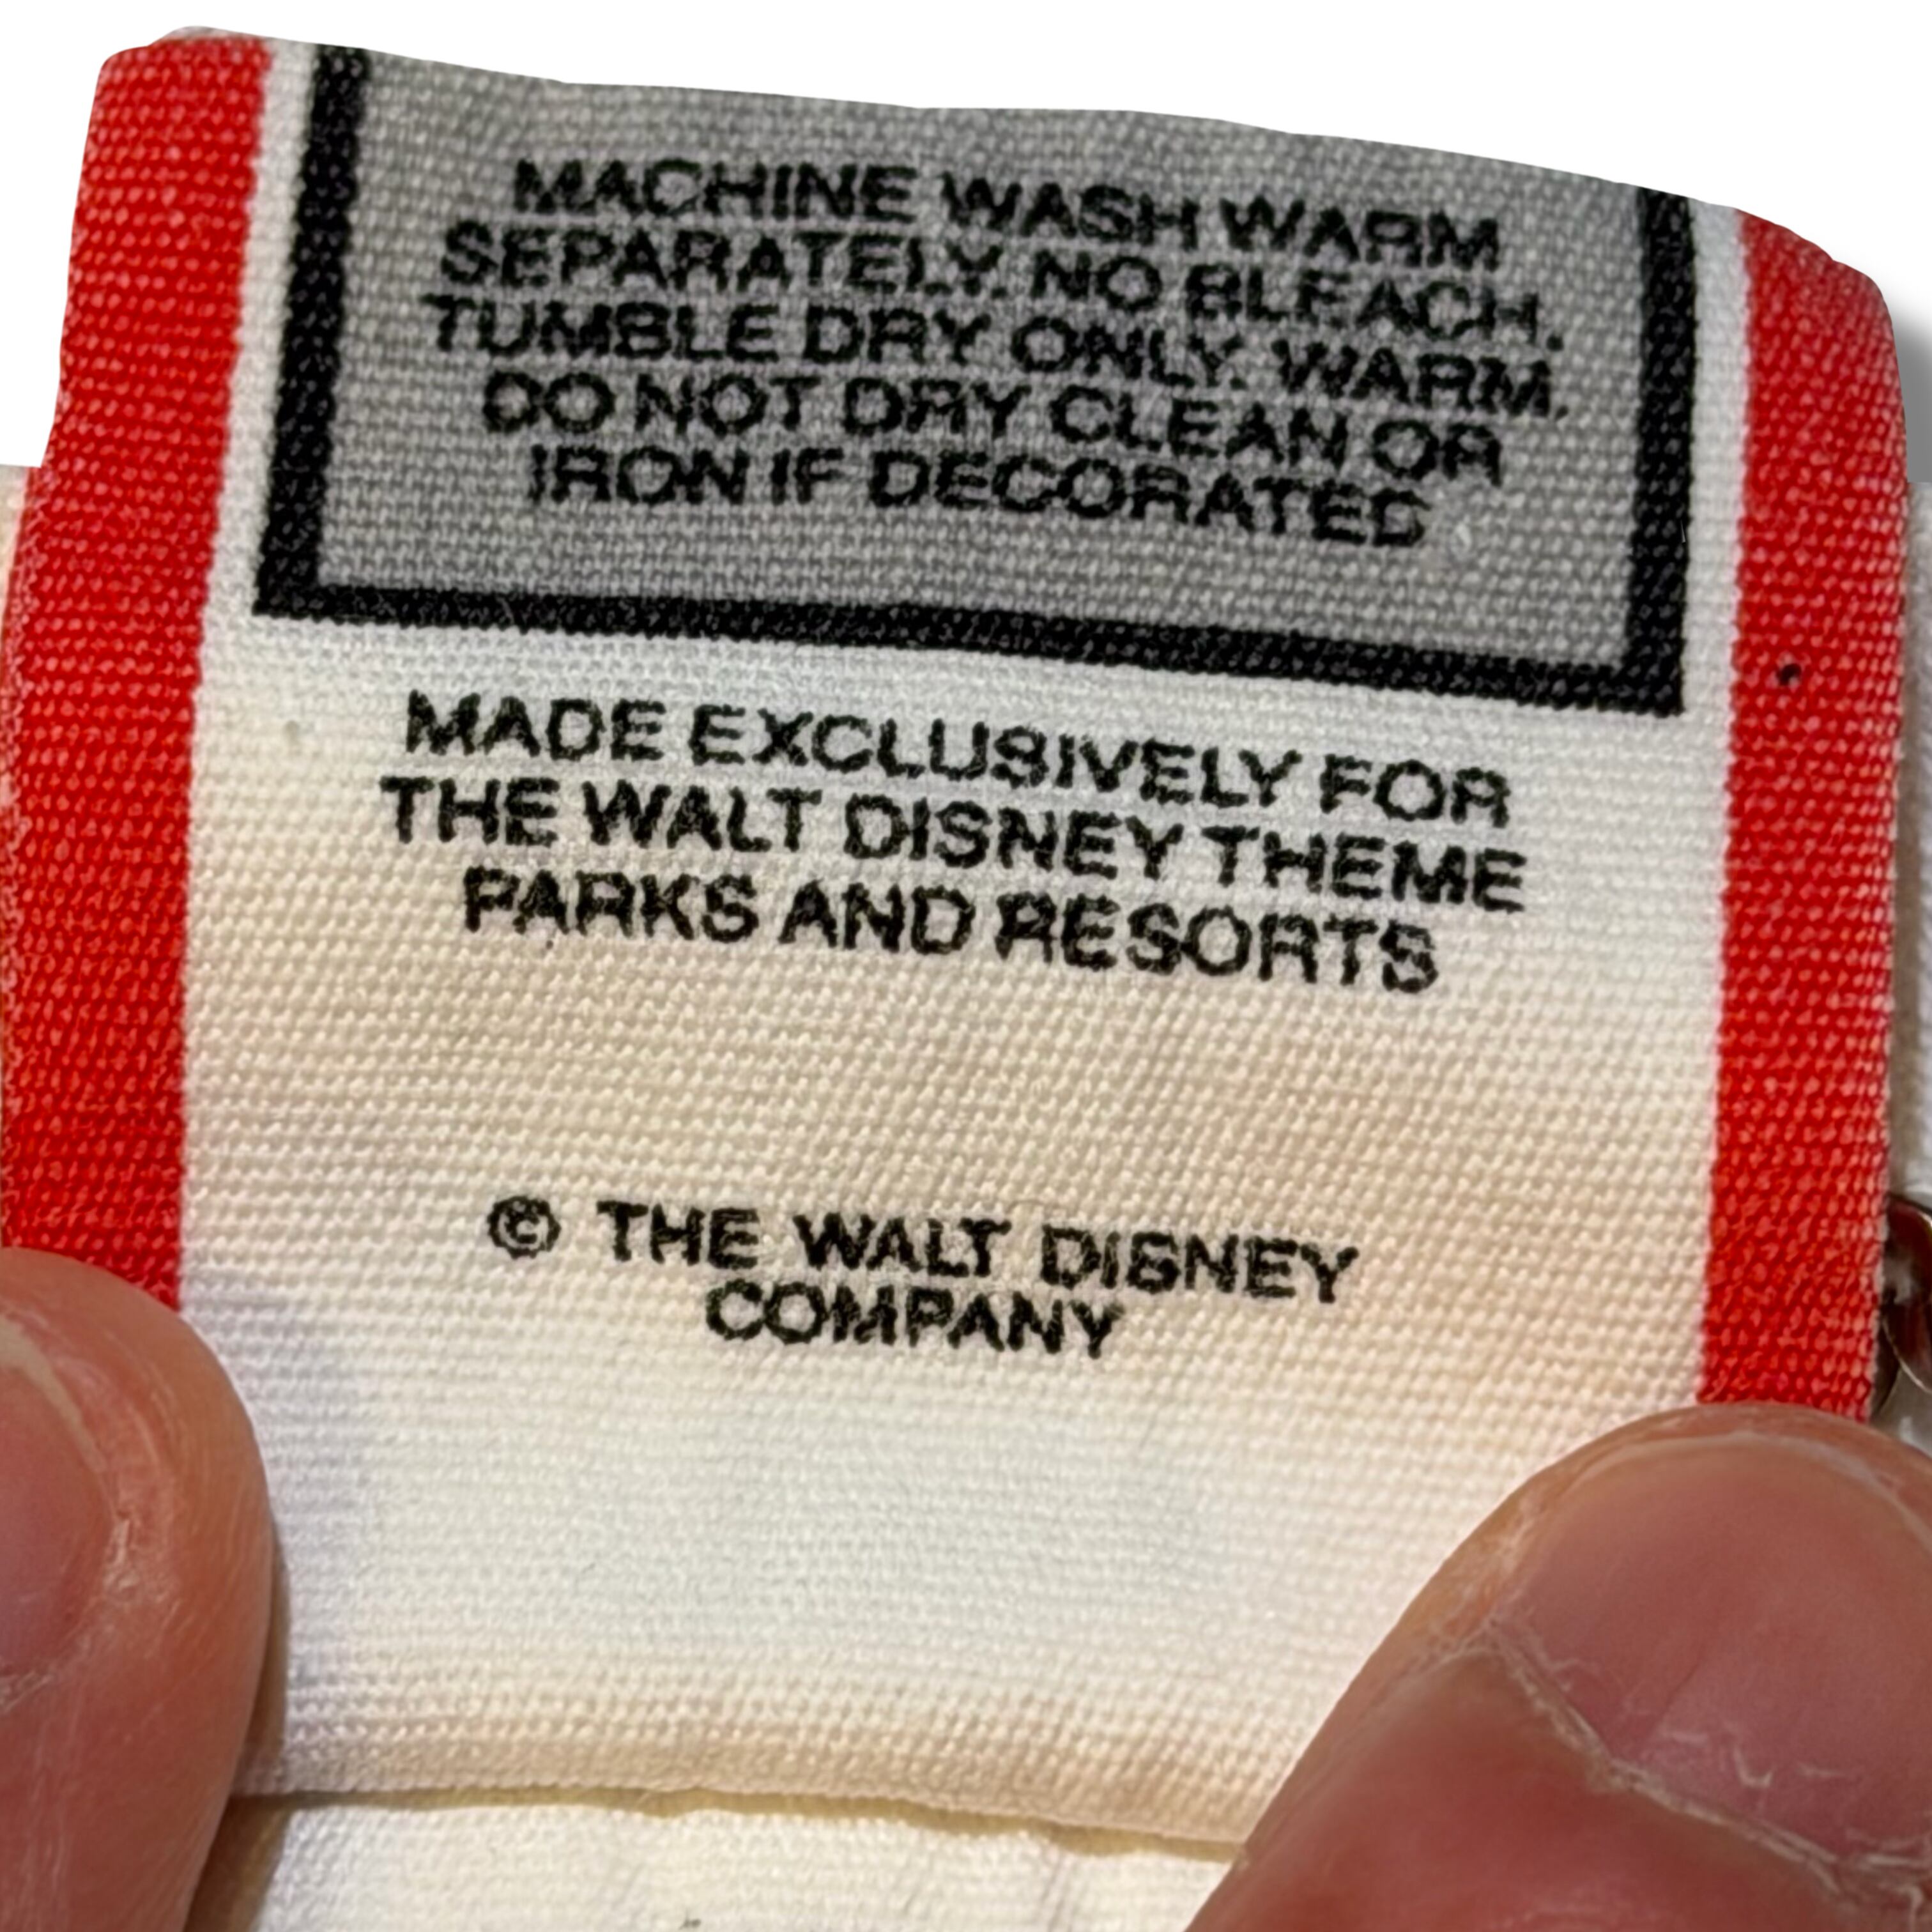 MACHINE WASH WARM
SEPARATELY. NO BLEACH.
TUMBLE DRY ONLY. WARM.
DO NOT DRY CLEAN OR
IRON IF DECORATED
MADE EXCLUSIVELY FOR
THE WALT DISNEY THEME
PARKS AND RESORTS
© THE WALT DISNEY
COMPANY